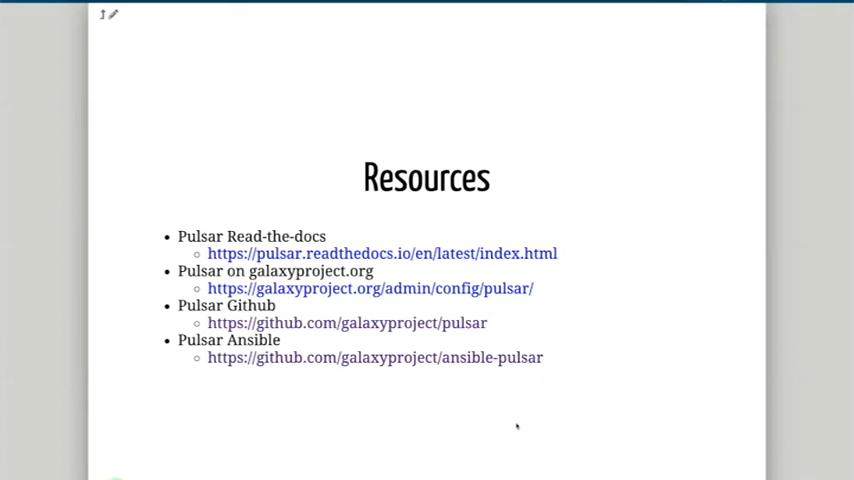 Resources
Pulsar Read-the-docs
https://pulsar.readthedocs.io/en/latest/index.html
Pulsar on galaxyproject.org
https://galaxyproject.org/admin/config/pulsar/
Pulsar Github
https://github.com/galaxyproject/pulsar
Pulsar Ansible
https://github.com/galaxyproject/ansible-pulsar